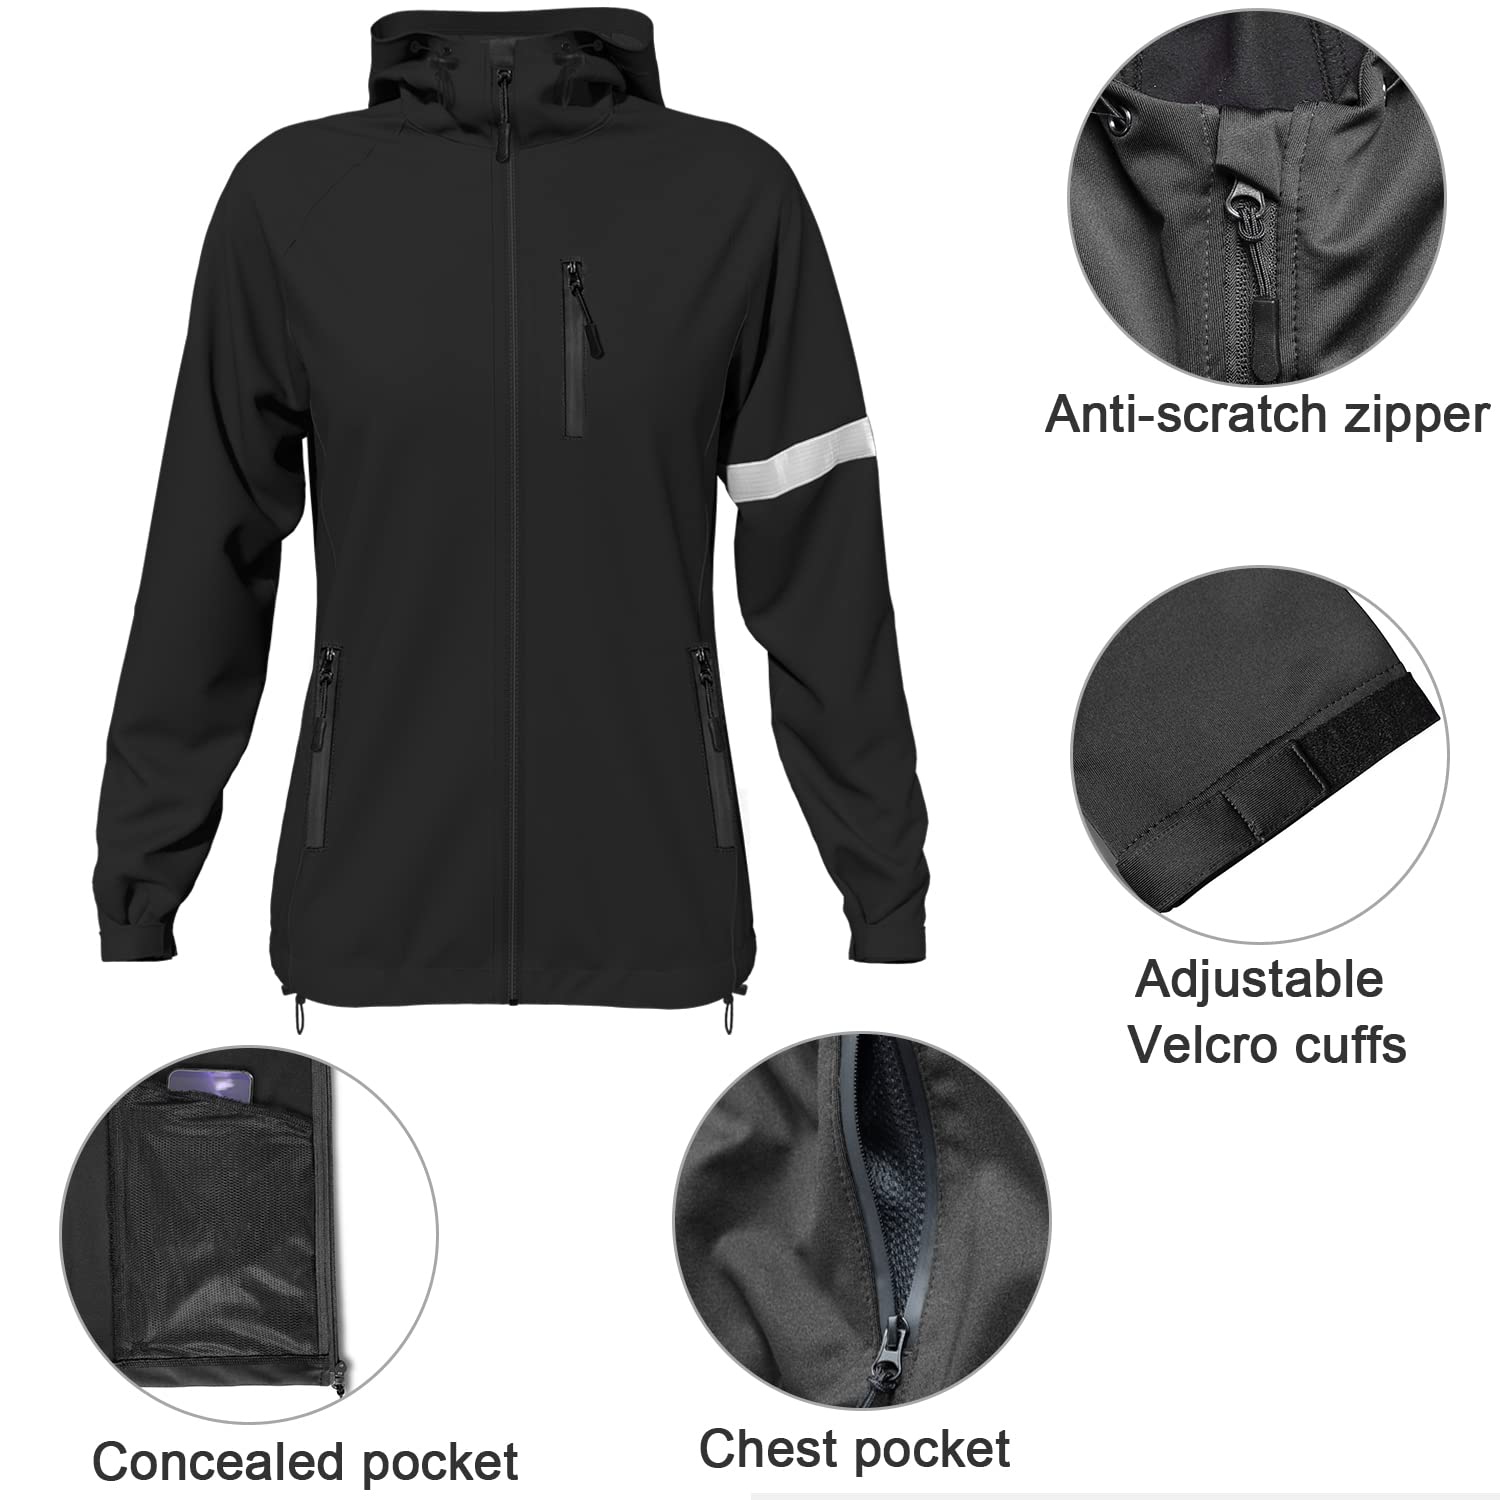 Anti-scratch zipper
Adjustable
Velcro cuffs
Concealed pocket
Chest pocket